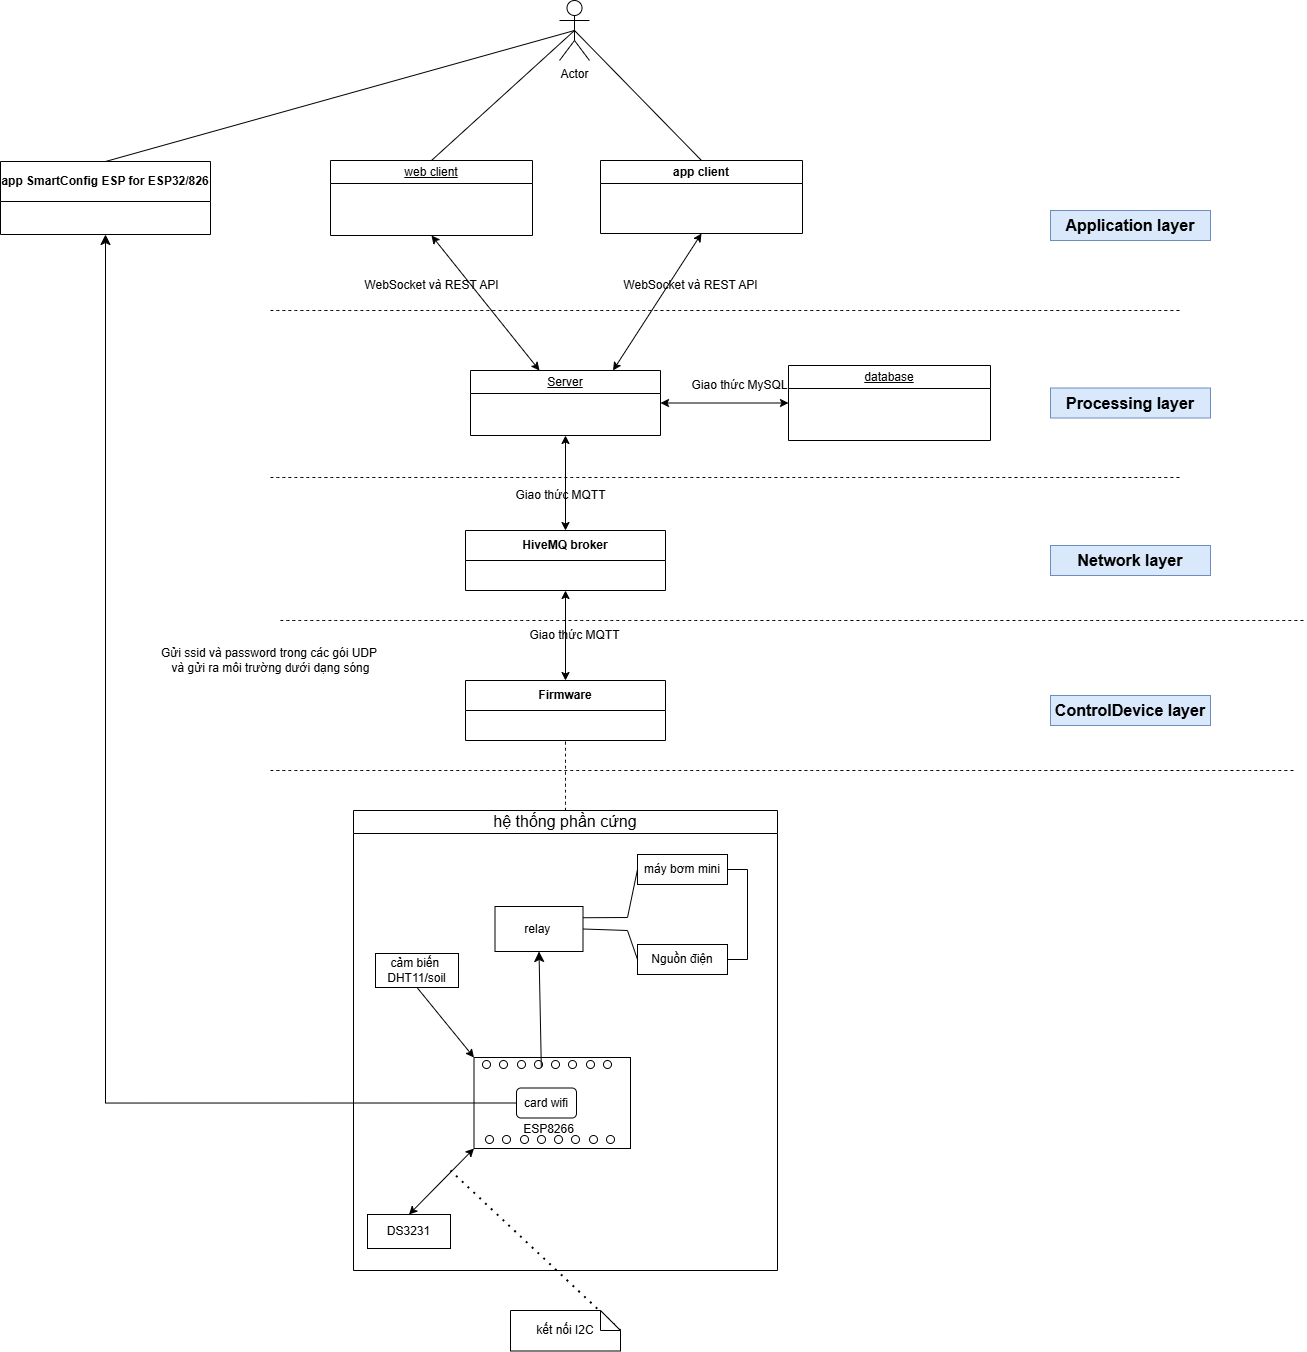 Actor
app SmartConfig ESP for ESP32/826
web client
app client
Application layer
WebSocket và REST API
WebSocket và REST API
Server
Giao thức MySQL
database
Processing layer
Giao thức MQTT
HiveMQ broker
Network layer
Giao thức MQTT
Gửi ssid và password trong các gói UDP
và gửi ra môi trường dưới dạng sóng
Firmware
ControlDevice layer
hệ thống phần cứng
máy bơm mini
relay
Nguồn điện
cảm biến
DHT11/soil
card wifi
ESP8266
DS3231
kết nối I2C